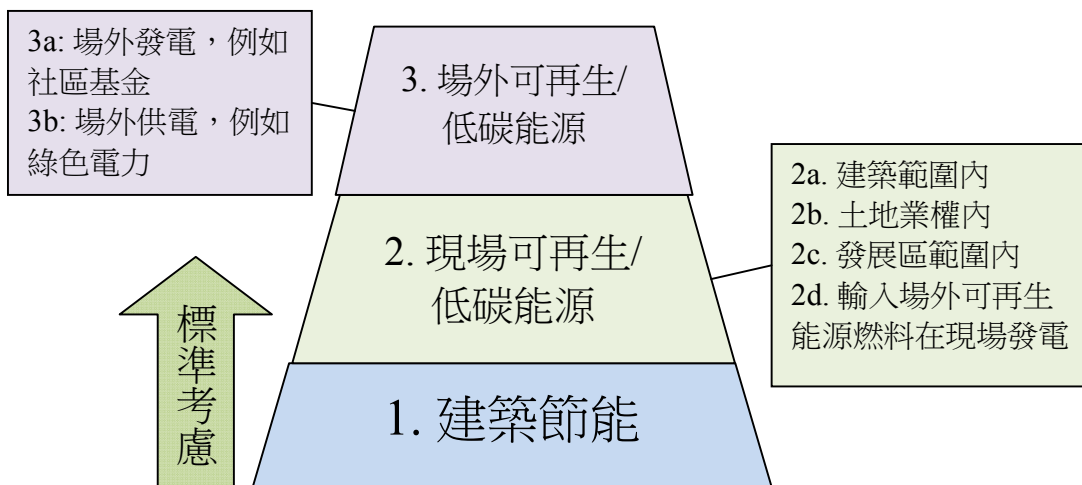 3a: 場外發電，例如
社區基金
3b: 場外供電，例如
綠色電力
3. 場外可再生/
低碳能源
2a. 建築範圍內
2b. 土地業權內
2c. 發展區範圍內
2d. 輸入場外可再生
能源燃料在現場發電
2. 現場可再生/
低碳能源
標準考慮
1. 建築節能